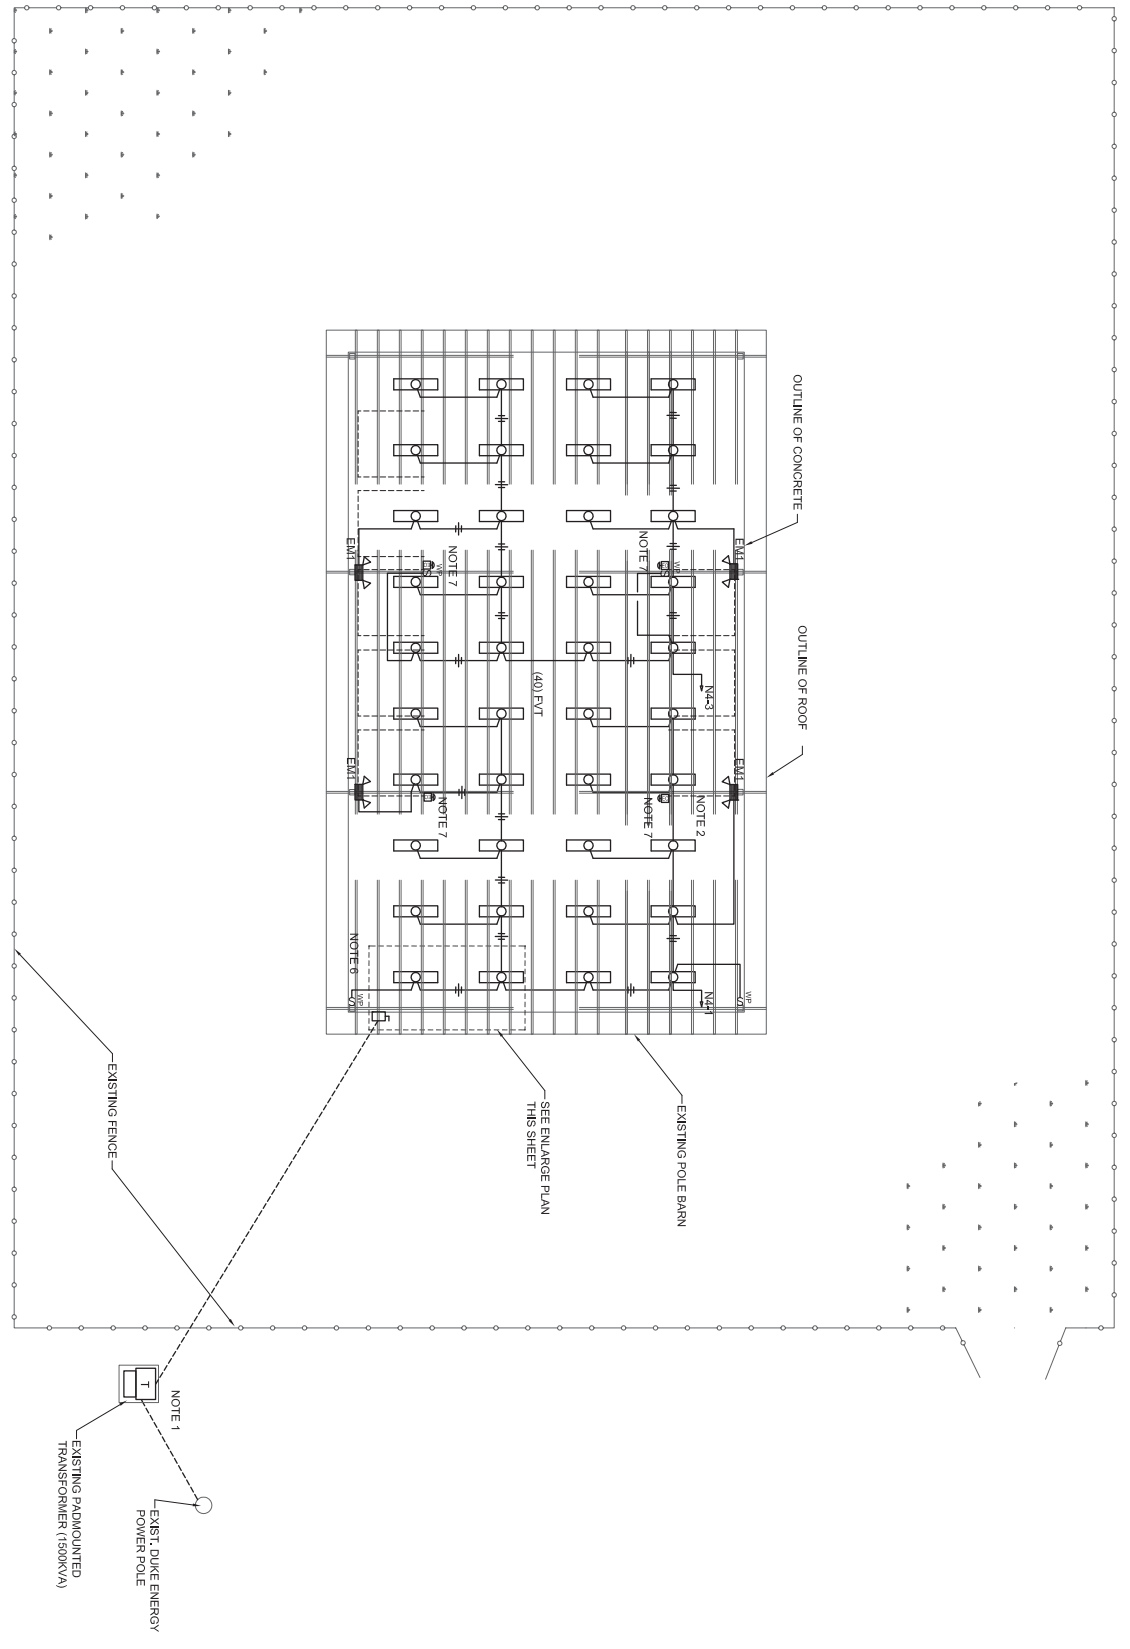 OUTLINE OF CONCRETE
OUTLINE OF ROOF
EM1
EM1
WP
S
NOTE 7
WP
NOTE 7
N4-3
(40) FVT
EM1
EM1
NOTE 2
NOTE 7
NOTE 7
NOTE 6
WP
S
WP
S
N4-1
SEE ENLARGE PLAN
THIS SHEET
EXISTING POLE BARN
EXISTING FENCE
T
NOTE 1
EXISTING PADMOUNTED
TRANSFORMER (1500KVA)
EXIST. DUKE ENERGY
POWER POLE